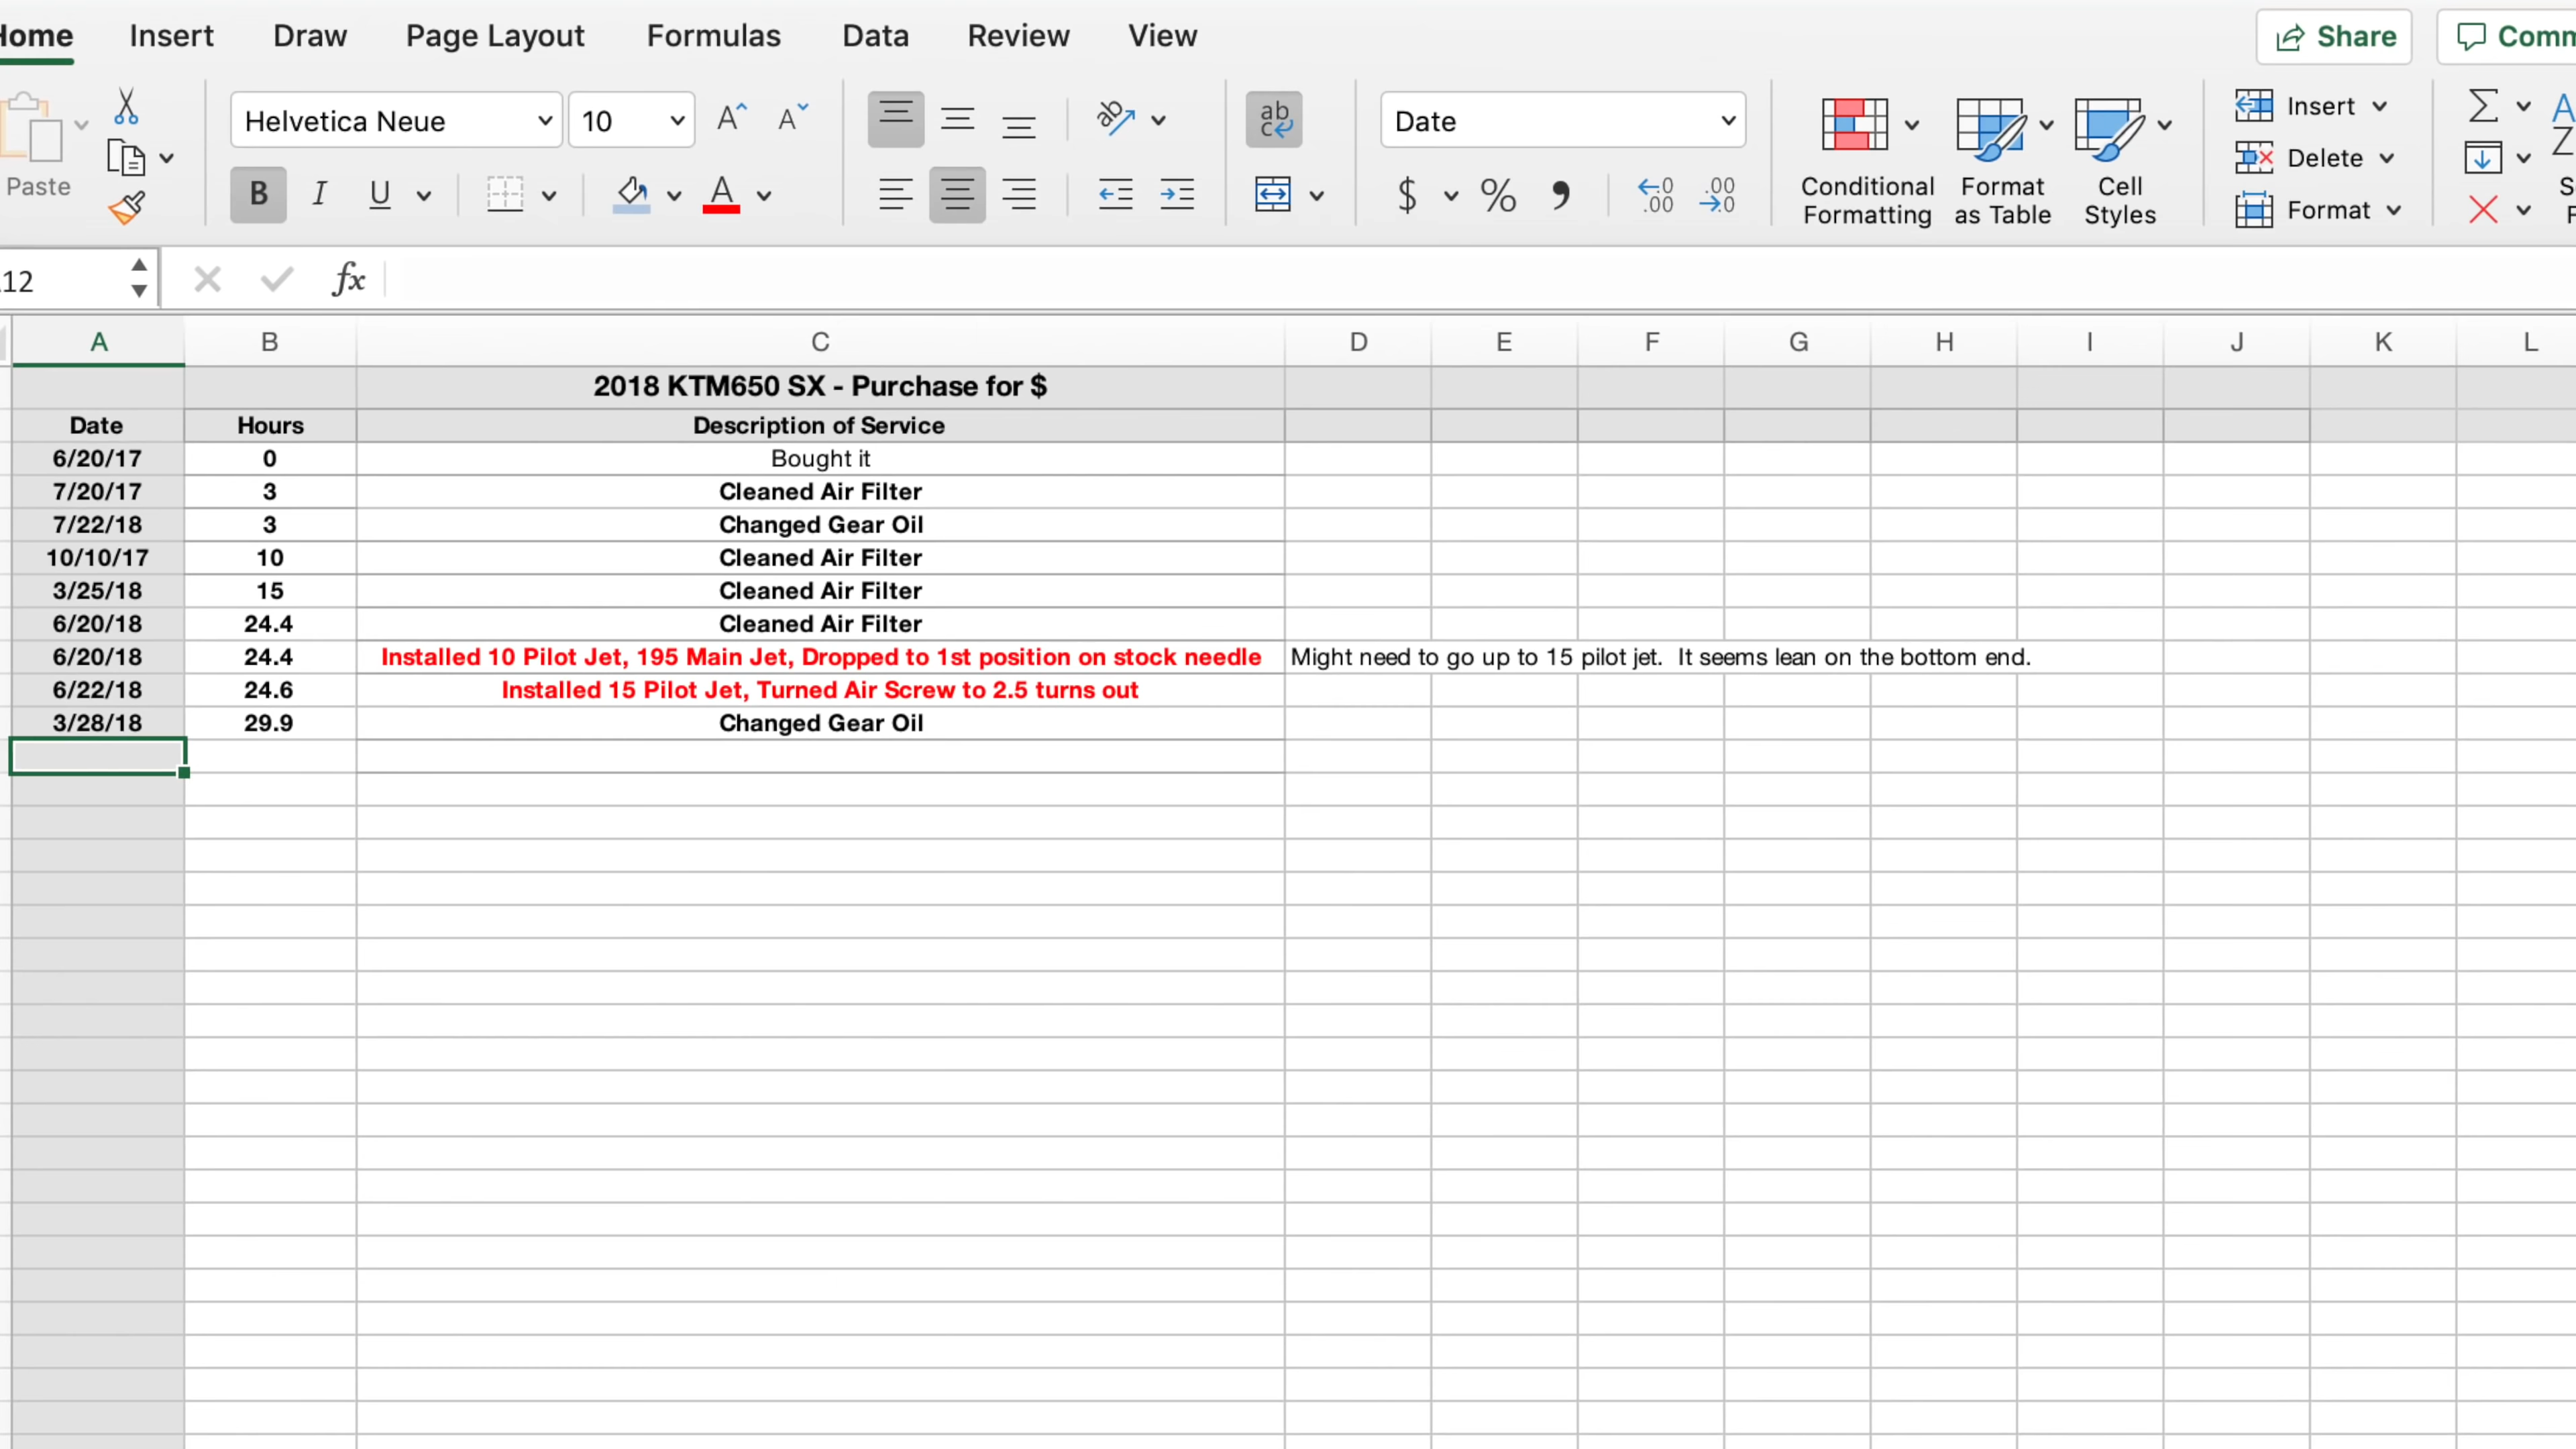 Home Insert Draw Page Layout Formulas Data Review View Share Comm
Paste Helvetica Neue 10 A A ab ab c Date Insert Σ
B I U A $ % , .00 .00 Conditional Formatting Format as Table Cell Styles Delete Format
12 fx
A B C D E F G H I J K L
2018 KTM650 SX - Purchase for $
Date Hours Description of Service
6/20/17 0 Bought it
7/20/17 3 Cleaned Air Filter
7/22/18 3 Changed Gear Oil
10/10/17 10 Cleaned Air Filter
3/25/18 15 Cleaned Air Filter
6/20/18 24.4 Cleaned Air Filter
6/20/18 24.4 Installed 10 Pilot Jet, 195 Main Jet, Dropped to 1st position on stock needle Might need to go up to 15 pilot jet. It seems lean on the bottom end.
6/22/18 24.6 Installed 15 Pilot Jet, Turned Air Screw to 2.5 turns out
3/28/18 29.9 Changed Gear Oil